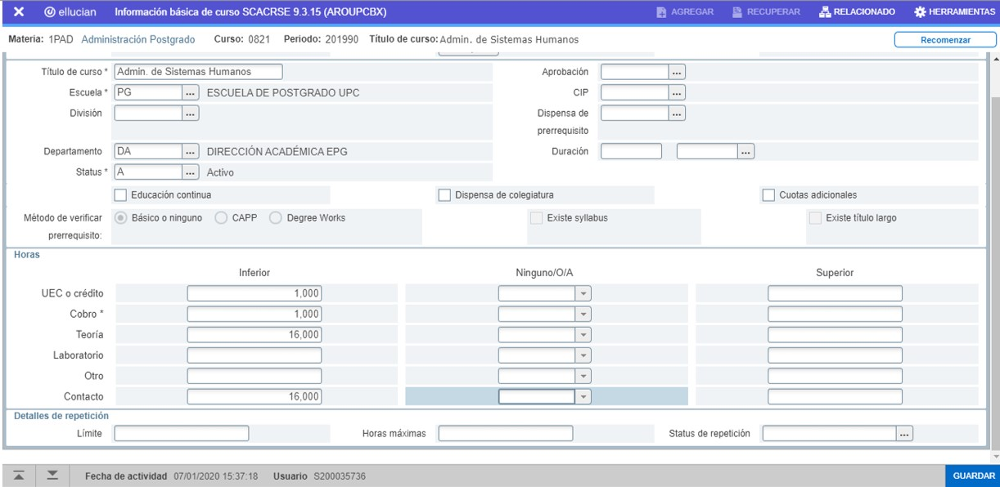 ✕ @ ellucian Información básica de curso SCACRSE 9.3.15 (AROUPCBX) AGREGAR RECUPERAR RELACIONADO HERRAMIENTAS
Materia: 1PAD Administración Postgrado Curso: 0821 Periodo: 201990 Título de curso: Admin. de Sistemas Humanos Recomenzar
Título de curso * Admin. de Sistemas Humanos Aprobación ...
Escuela * PG ... ESCUELA DE POSTGRADO UPC CIP ...
División ... Dispensa de
prerrequisito ...
Departamento DA ... DIRECCIÓN ACADÉMICA EPG Duración ...
Status * A ... Activo
Educación continua Dispensa de colegiatura Cuotas adicionales
Método de verificar Básico o ninguno CAPP Degree Works Existe syllabus Existe título largo
prerrequisito:
Horas
Inferior Ninguno/O/A Superior
UEC o crédito 1,000
Cobro * 1,000
Teoría 16,000
Laboratorio
Otro
Contacto 16,000
Detalles de repetición
Límite Horas máximas Status de repetición ...
Fecha de actividad 07/01/2020 15:37:18 Usuario S200035736 GUARDAR